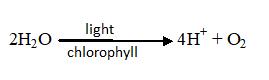 light
2H₂O ⟶ 4H⁺ + O₂
chlorophyll